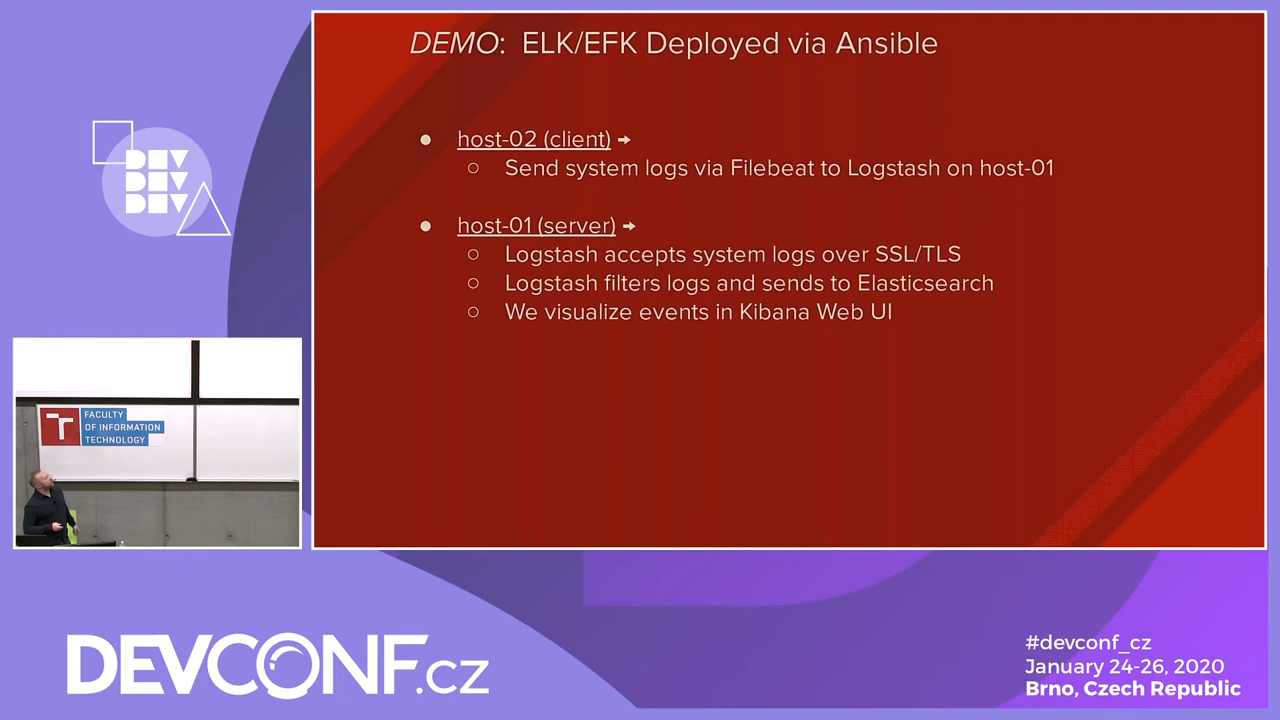 DEMO: ELK/EFK Deployed via Ansible
● host-02 (client) →
○ Send system logs via Filebeat to Logstash on host-01
● host-01 (server) →
○ Logstash accepts system logs over SSL/TLS
○ Logstash filters logs and sends to Elasticsearch
○ We visualize events in Kibana Web UI
DEV
DEV
DEV
FACULTY
OF INFORMATION
TECHNOLOGY
DEVCONF.cz
#devconf_cz
January 24-26, 2020
Brno, Czech Republic